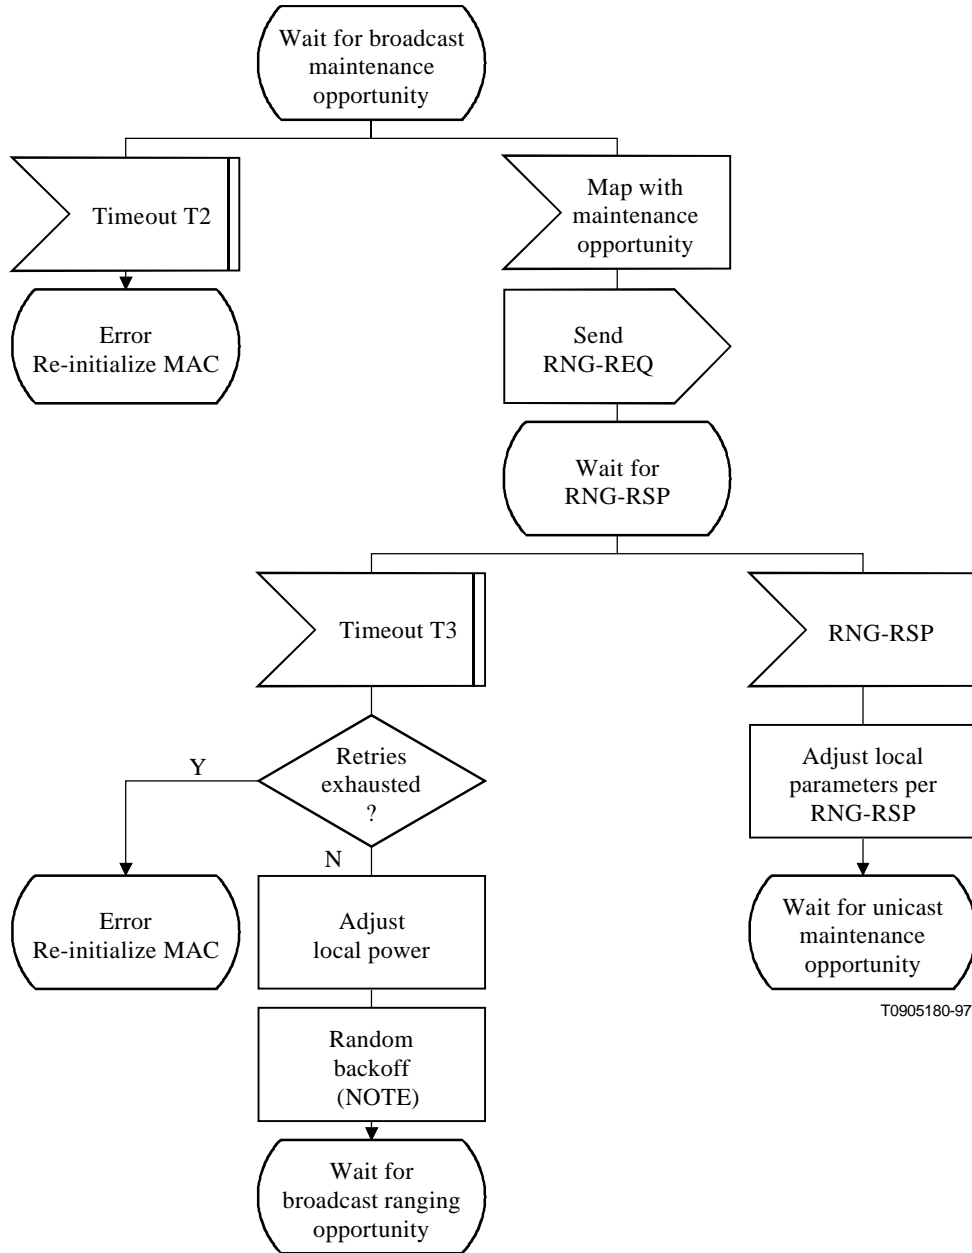 Wait for broadcast
maintenance
opportunity
Timeout T2
Map with
maintenance
opportunity
Error
Re-initialize MAC
Send
RNG-REQ
Wait for
RNG-RSP
Timeout T3
RNG-RSP
Retries
exhausted
?
Y
N
Adjust local
parameters per
RNG-RSP
Error
Re-initialize MAC
Adjust
local power
Wait for unicast
maintenance
opportunity
T0905180-97
Random
backoff
(NOTE)
Wait for
broadcast ranging
opportunity